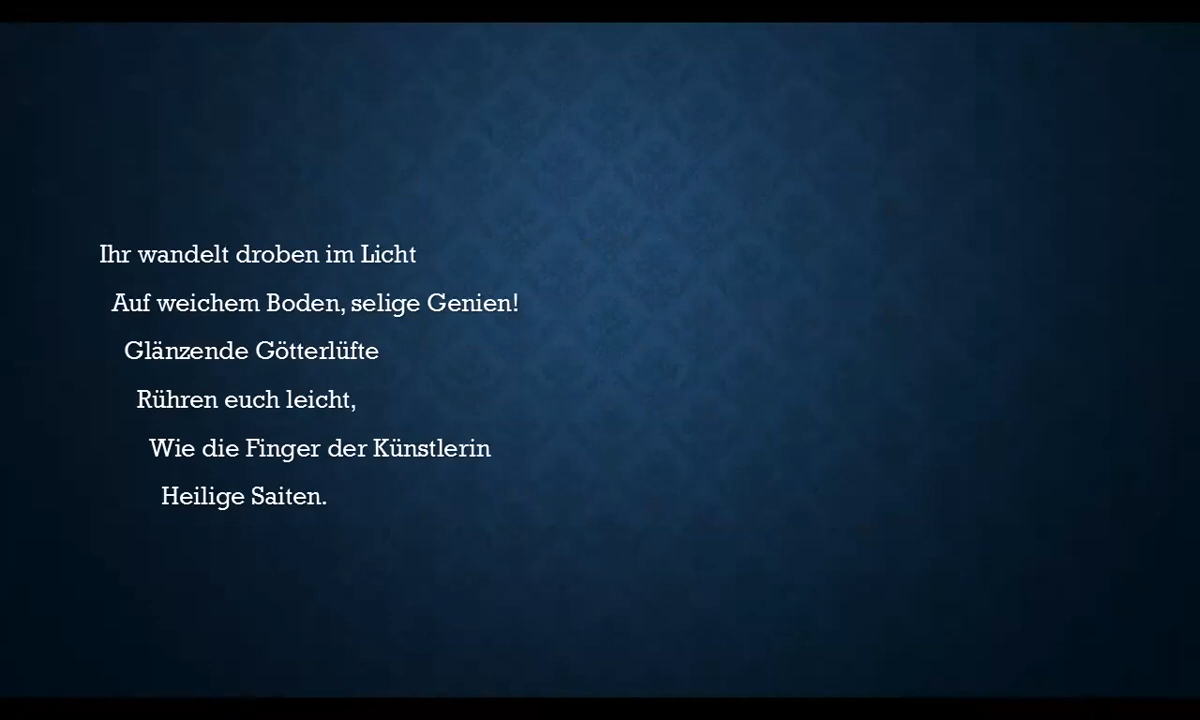 Ihr wandelt droben im Licht
Auf weichem Boden, selige Genien!
Glänzende Götterlüfte
Rühren euch leicht,
Wie die Finger der Künstlerin
Heilige Saiten.